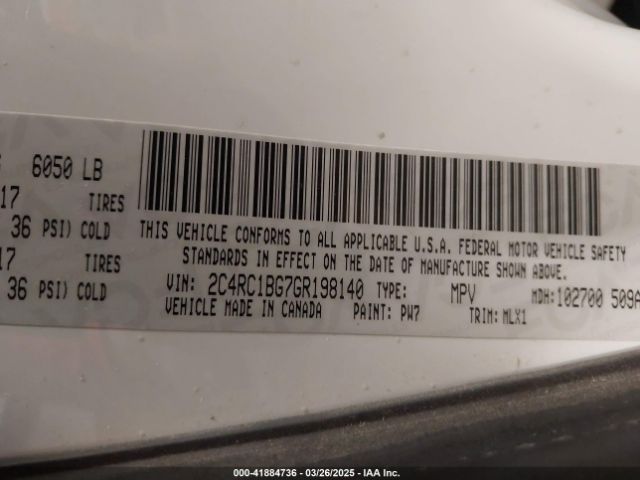 6050 LB
17 TIRES
36 PSI) COLD
17 TIRES
36 PSI) COLD
THIS VEHICLE CONFORMS TO ALL APPLICABLE U.S.A. FEDERAL MOTOR VEHICLE SAFETY
STANDARDS IN EFFECT ON THE DATE OF MANUFACTURE SHOWN ABOVE.
VIN: 2C4RC1BG7GR198140 TYPE: MPV MDH:102700 509A
VEHICLE MADE IN CANADA PAINT: PW7 TRIM: MLX1
000-41884736 | 03/26/2025 | IAA Inc.